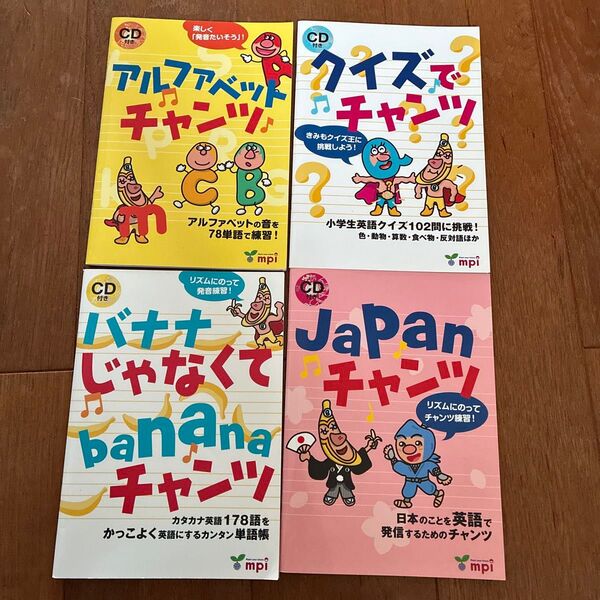 CD
付き
楽しく
「発音たいそう」!
アルファベット
チャンツ
m
C
B
アルファベットの音を
78単語で練習!
mpi
CD
付き
クイズで
チャンツ
きみもクイズ王に
挑戦しよう!
小学生英語クイズ102問に挑戦!
色・動物・算数・食べ物・反対語ほか
mpi
CD
付き
リズムにのって
発音練習!
バナナ
じゃなくて
banana
チャンツ
カタカナ英語178語を
かっこよく英語にするカンタン単語帳
mpi
CD
付き
Japan
チャンツ
リズムにのって
チャンツ練習!
日本のことを英語で
発信するためのチャンツ
mpi